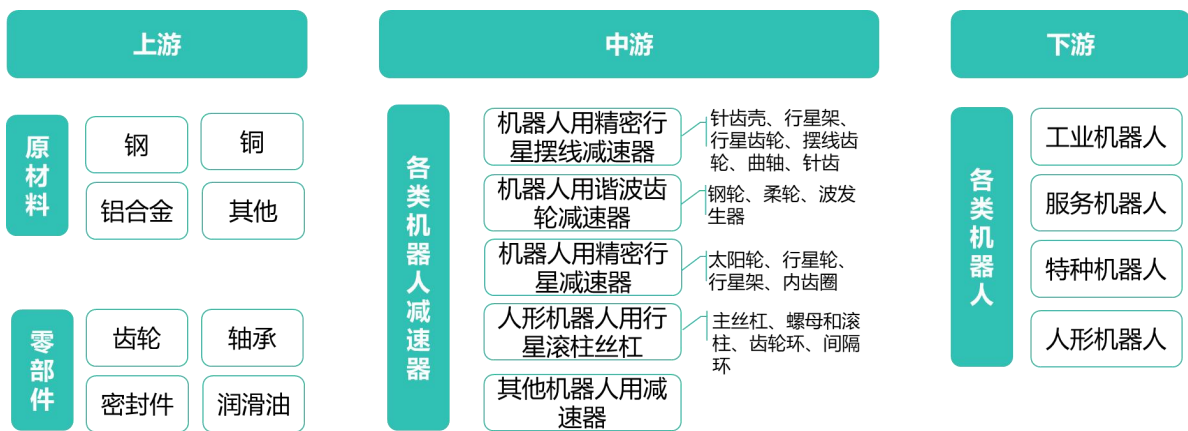 上游
中游
下游
原材料
钢
铜
铝合金
其他
零部件
齿轮
轴承
密封件
润滑油
各类机器人减速器
机器人用精密行
星摆线减速器
针齿壳、行星架、
行星齿轮、摆线齿
轮、曲轴、针齿
机器人用谐波齿
轮减速器
钢轮、柔轮、波发
生器
机器人用精密行
星减速器
太阳轮、行星轮、
行星架、内齿圈
人形机器人用行
星滚柱丝杠
主丝杠、螺母和滚
柱、齿轮环、间隔
环
其他机器人用减
速器
各类机器人
工业机器人
服务机器人
特种机器人
人形机器人